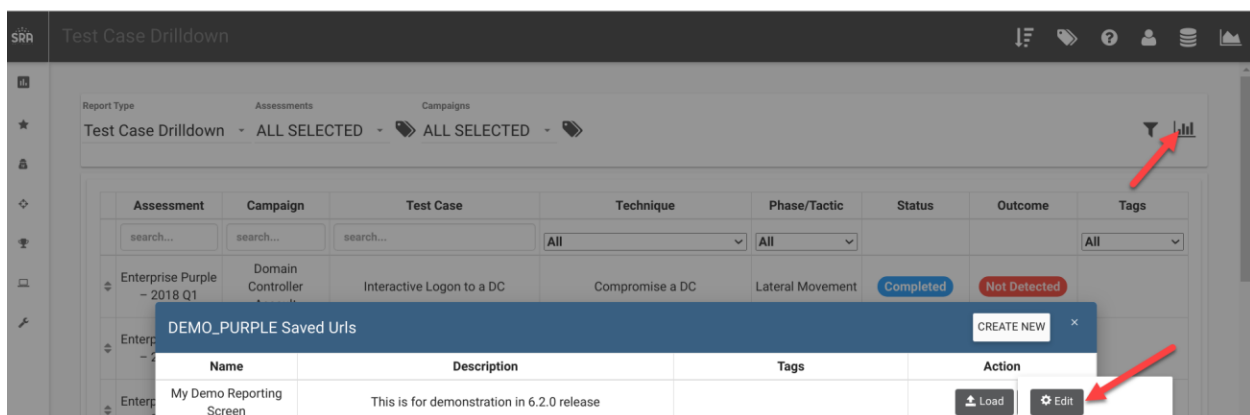 SRA Test Case Drilldown
Report Type Assessments Campaigns
Test Case Drilldown ALL SELECTED ALL SELECTED
Assessment Campaign Test Case Technique Phase/Tactic Status Outcome Tags
search... search... search... All All All
Enterprise Purple – 2018 Q1 Domain Controller Interactive Logon to a DC Compromise a DC Lateral Movement Completed Not Detected
DEMO_PURPLE Saved Urls CREATE NEW ×
Enterp
Name Description Tags Action
Enterp My Demo Reporting Screen This is for demonstration in 6.2.0 release Load Edit